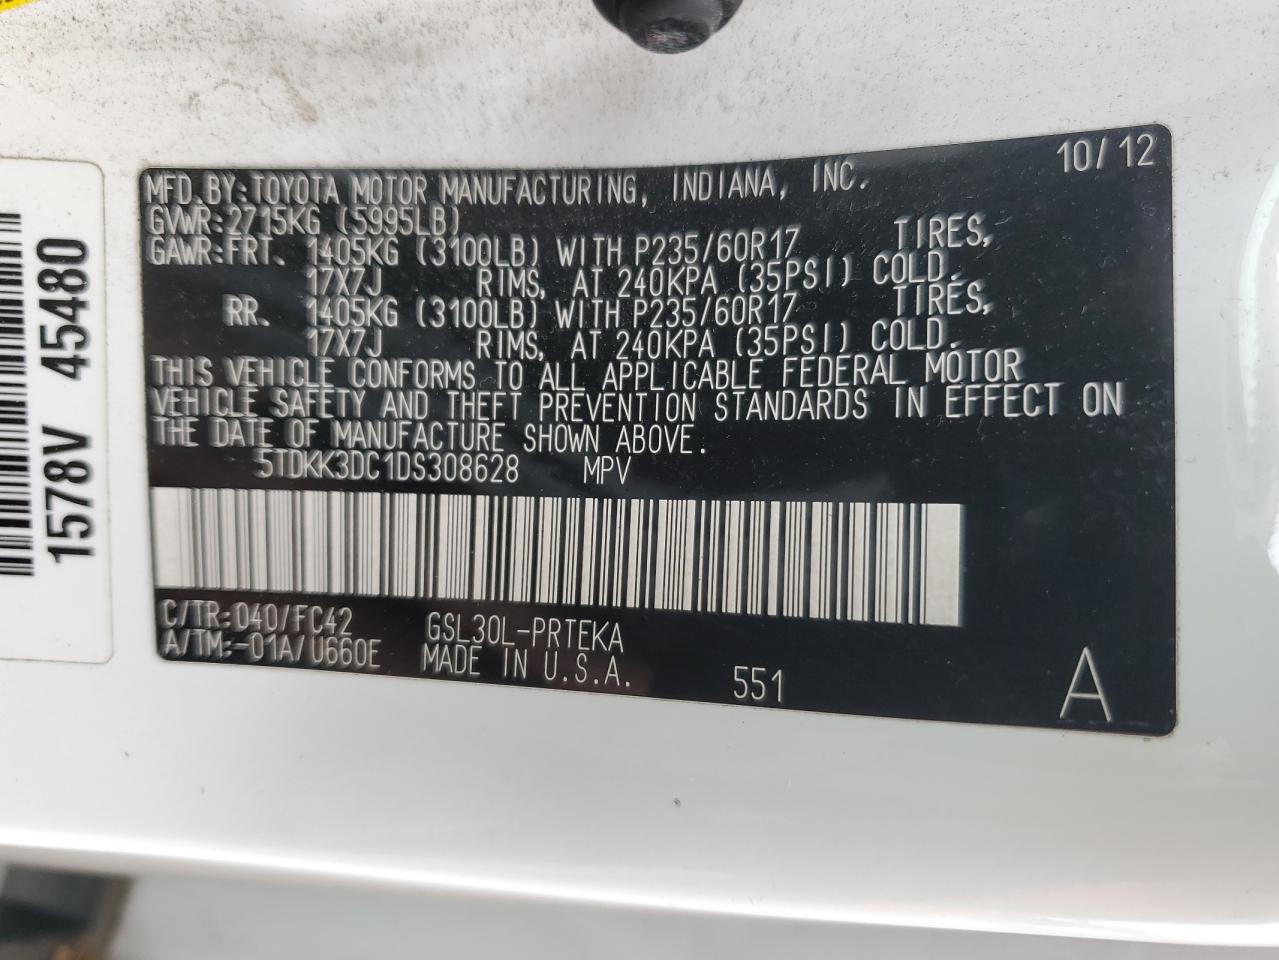 10/12
MFD.BY:TOYOTA MOTOR MANUFACTURING, INDIANA, INC.
GVWR:2715KG (5995LB)
GAWR:FRT. 1405KG (3100LB) WITH P235/60R17 TIRES,
17X7J RIMS, AT 240KPA (35PSI) COLD.
RR. 1405KG (3100LB) WITH P235/60R17 TIRES,
17X7J RIMS, AT 240KPA (35PSI) COLD.
THIS VEHICLE CONFORMS TO ALL APPLICABLE FEDERAL MOTOR
VEHICLE SAFETY AND THEFT PREVENTION STANDARDS IN EFFECT ON
THE DATE OF MANUFACTURE SHOWN ABOVE.
5TDKK3DC1DS308628 MPV
C/TR:040/FC42 GSL30L-PRTEKA
A/TM:-01A/U660E MADE IN U.S.A. 551 A
1578V 45480